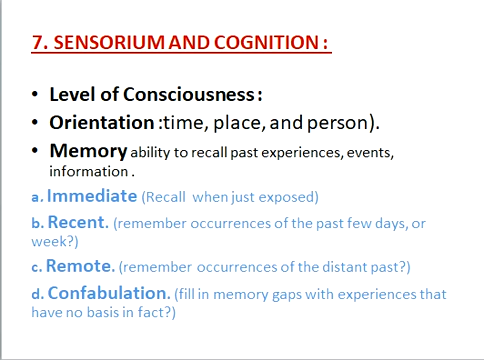 7. SENSORIUM AND COGNITION :
• Level of Consciousness :
• Orientation :time, place, and person).
• Memory ability to recall past experiences, events,
information .
a. Immediate (Recall when just exposed)
b. Recent. (remember occurrences of the past few days, or
week?)
c. Remote. (remember occurrences of the distant past?)
d. Confabulation. (fill in memory gaps with experiences that
have no basis in fact?)